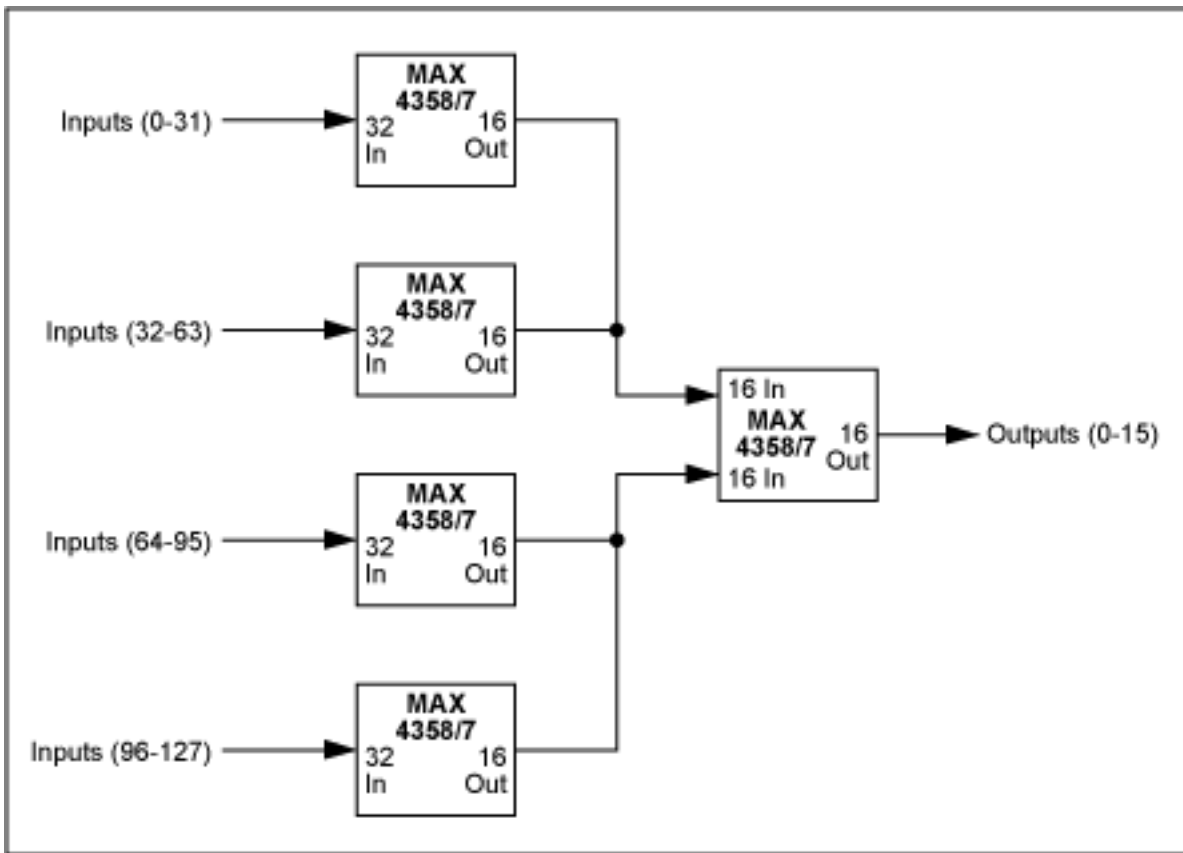 MAX
4358/7
Inputs (0-31)
32
In
16
Out
MAX
4358/7
Inputs (32-63)
32
In
16
Out
16 In
MAX
4358/7
16
Out
16 In
Outputs (0-15)
MAX
4358/7
Inputs (64-95)
32
In
16
Out
MAX
4358/7
Inputs (96-127)
32
In
16
Out